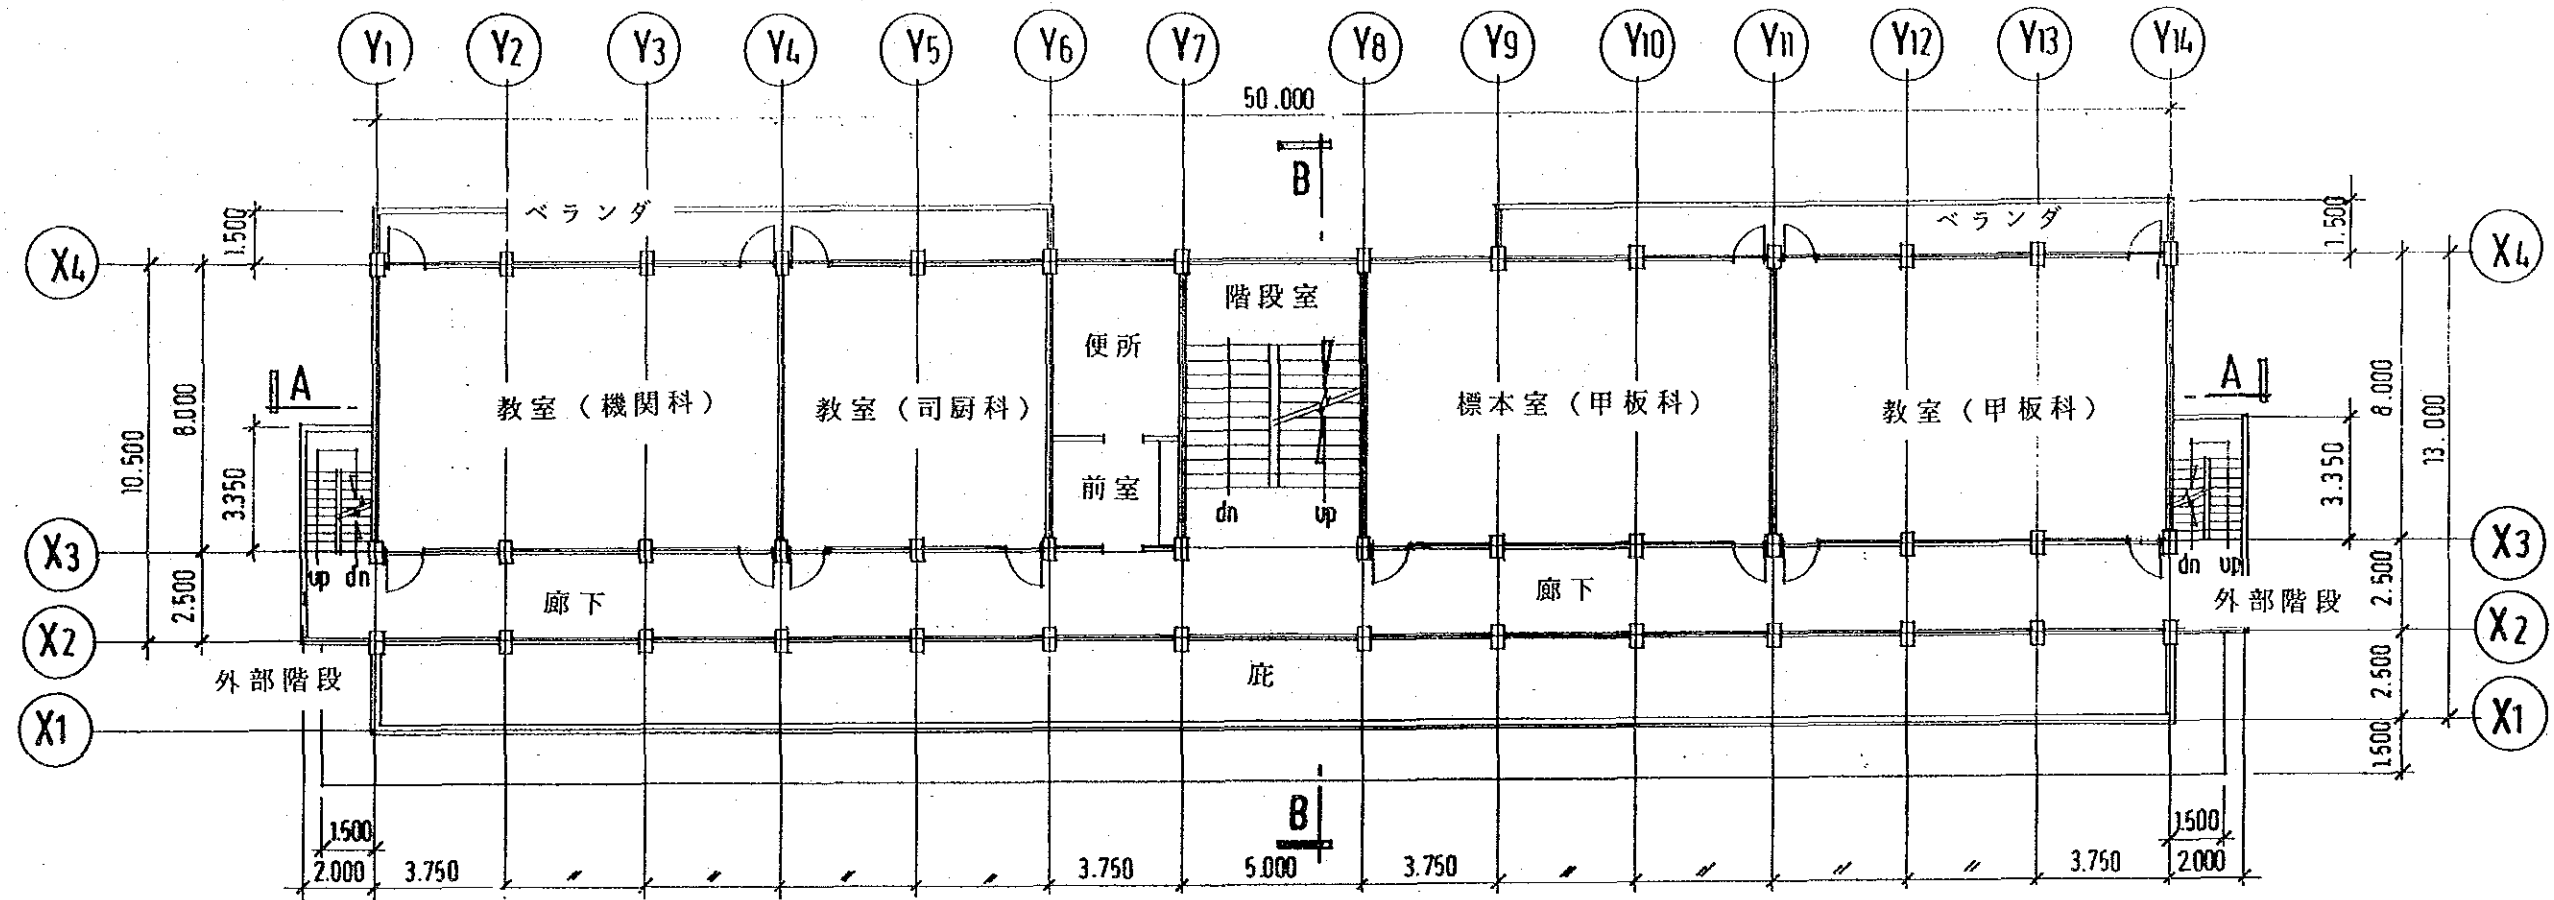 Y1 Y2 Y3 Y4 Y5 Y6 Y7 Y8 Y9 Y10 Y11 Y12 Y13 Y14
50.000
B
ベランダ
ベランダ
1.500
1.500
X4
X4
階段室
便所
A
A
教室(機関科)
教室(司厨科)
標本室(甲板科)
教室(甲板科)
8.000
10.500
3.350
8.000
13.000
3.350
前室
dn
up
X3
X3
up dn
dn up
2.500
廊下
廊下
2.500
外部階段
X2
X2
外部階段
庇
2.500
X1
X1
1.500
B
1.500
1.500
2.000 3.750 〃 〃 〃 〃 3.750 5.000 3.750 〃 〃 〃 〃 3.750 2.000